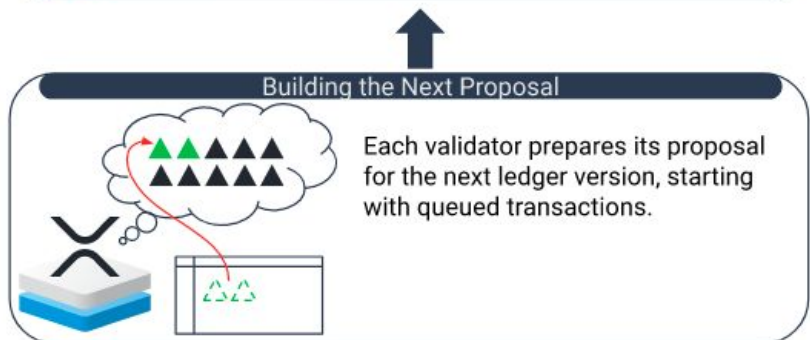 Building the Next Proposal
Each validator prepares its proposal
for the next ledger version, starting
with queued transactions.